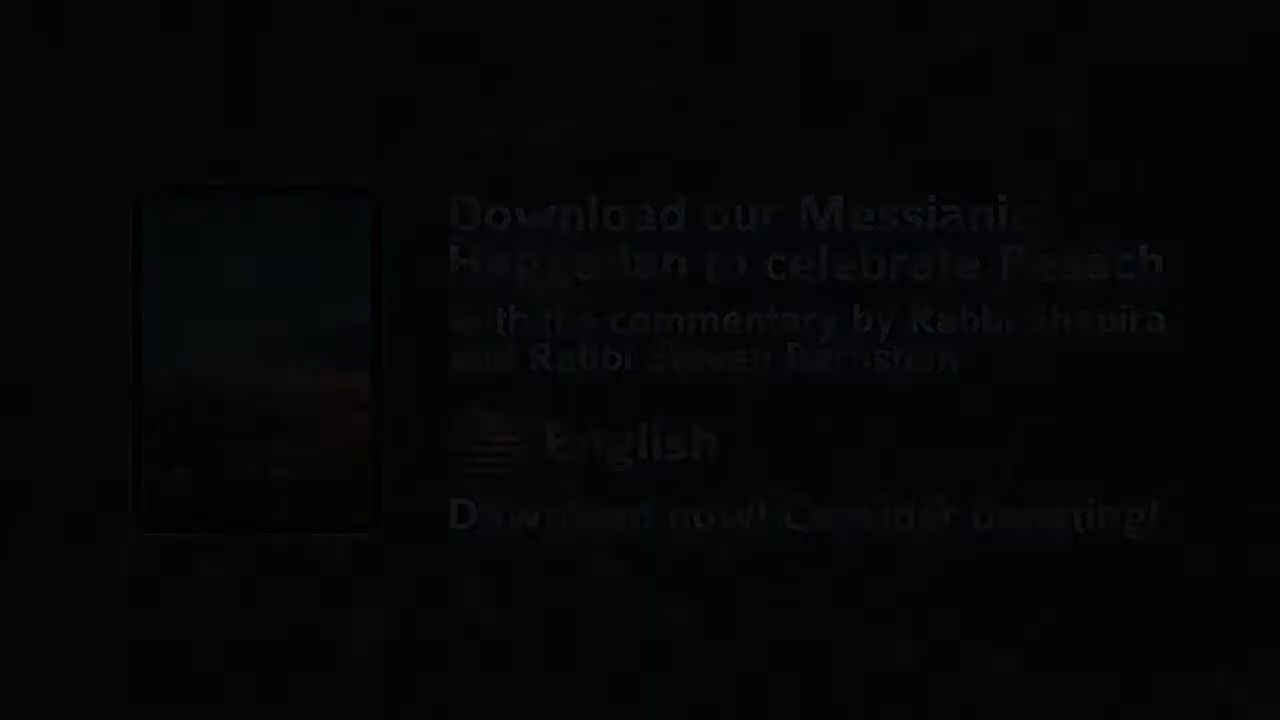 Download our Messianic
Haggadah to celebrate Pesach
with the commentary by Rabbi Shapira
and Rabbi Steven Bernstein
English
Download now! Consider donating!